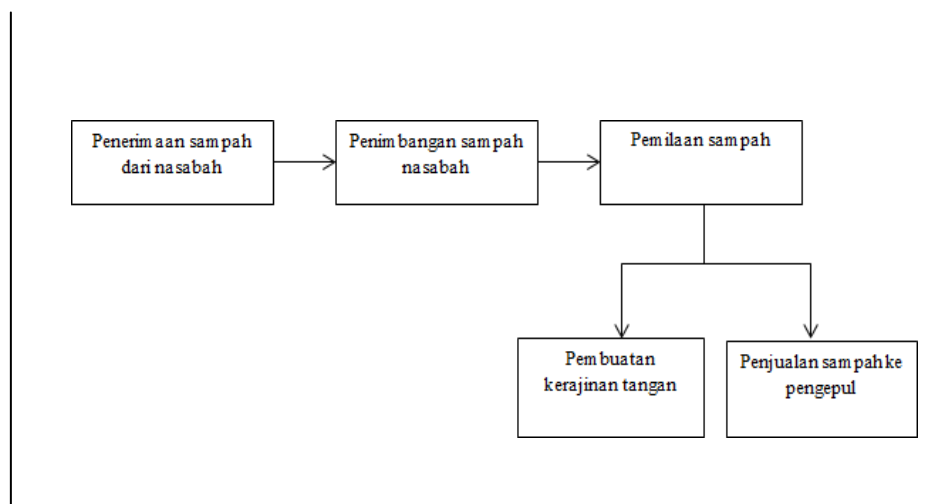 Penerimaan sampah
dari nasabah
Penimbangan sampah
nasabah
Pemilaan sampah
Pembuatan
kerajinan tangan
Penjualan sampah ke
pengepul